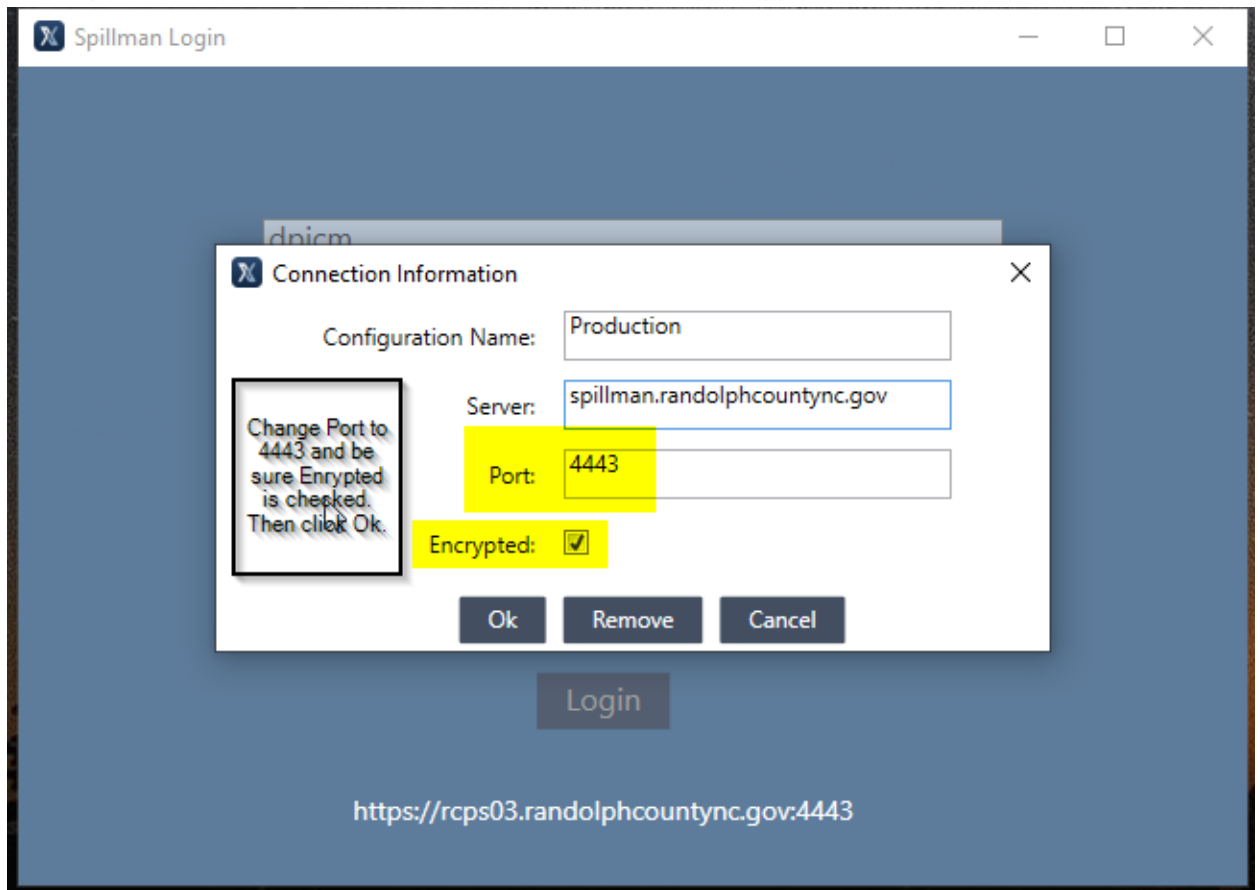 Spillman Login
dpicm
Connection Information
Configuration Name: Production
Server: spillman.randolphcountync.gov
Port: 4443
Encrypted:
Change Port to
4443 and be
sure Enrypted
is checked.
Then click Ok.
Ok Remove Cancel
Login
https://rcps03.randolphcountync.gov:4443